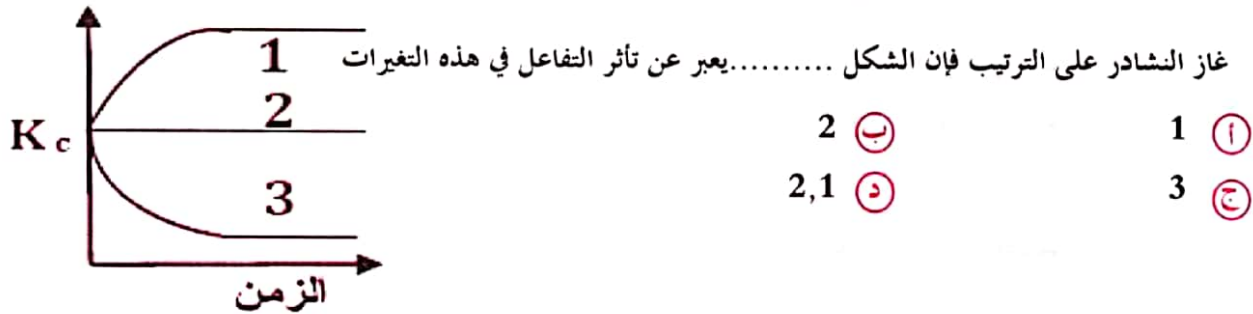 غاز النشادر على الترتيب فإن الشكل ..........يعبر عن تأثر التفاعل في هذه التغيرات
أ 1
ب 2
ج 3
د 2,1
K c
1
2
3
الزمن